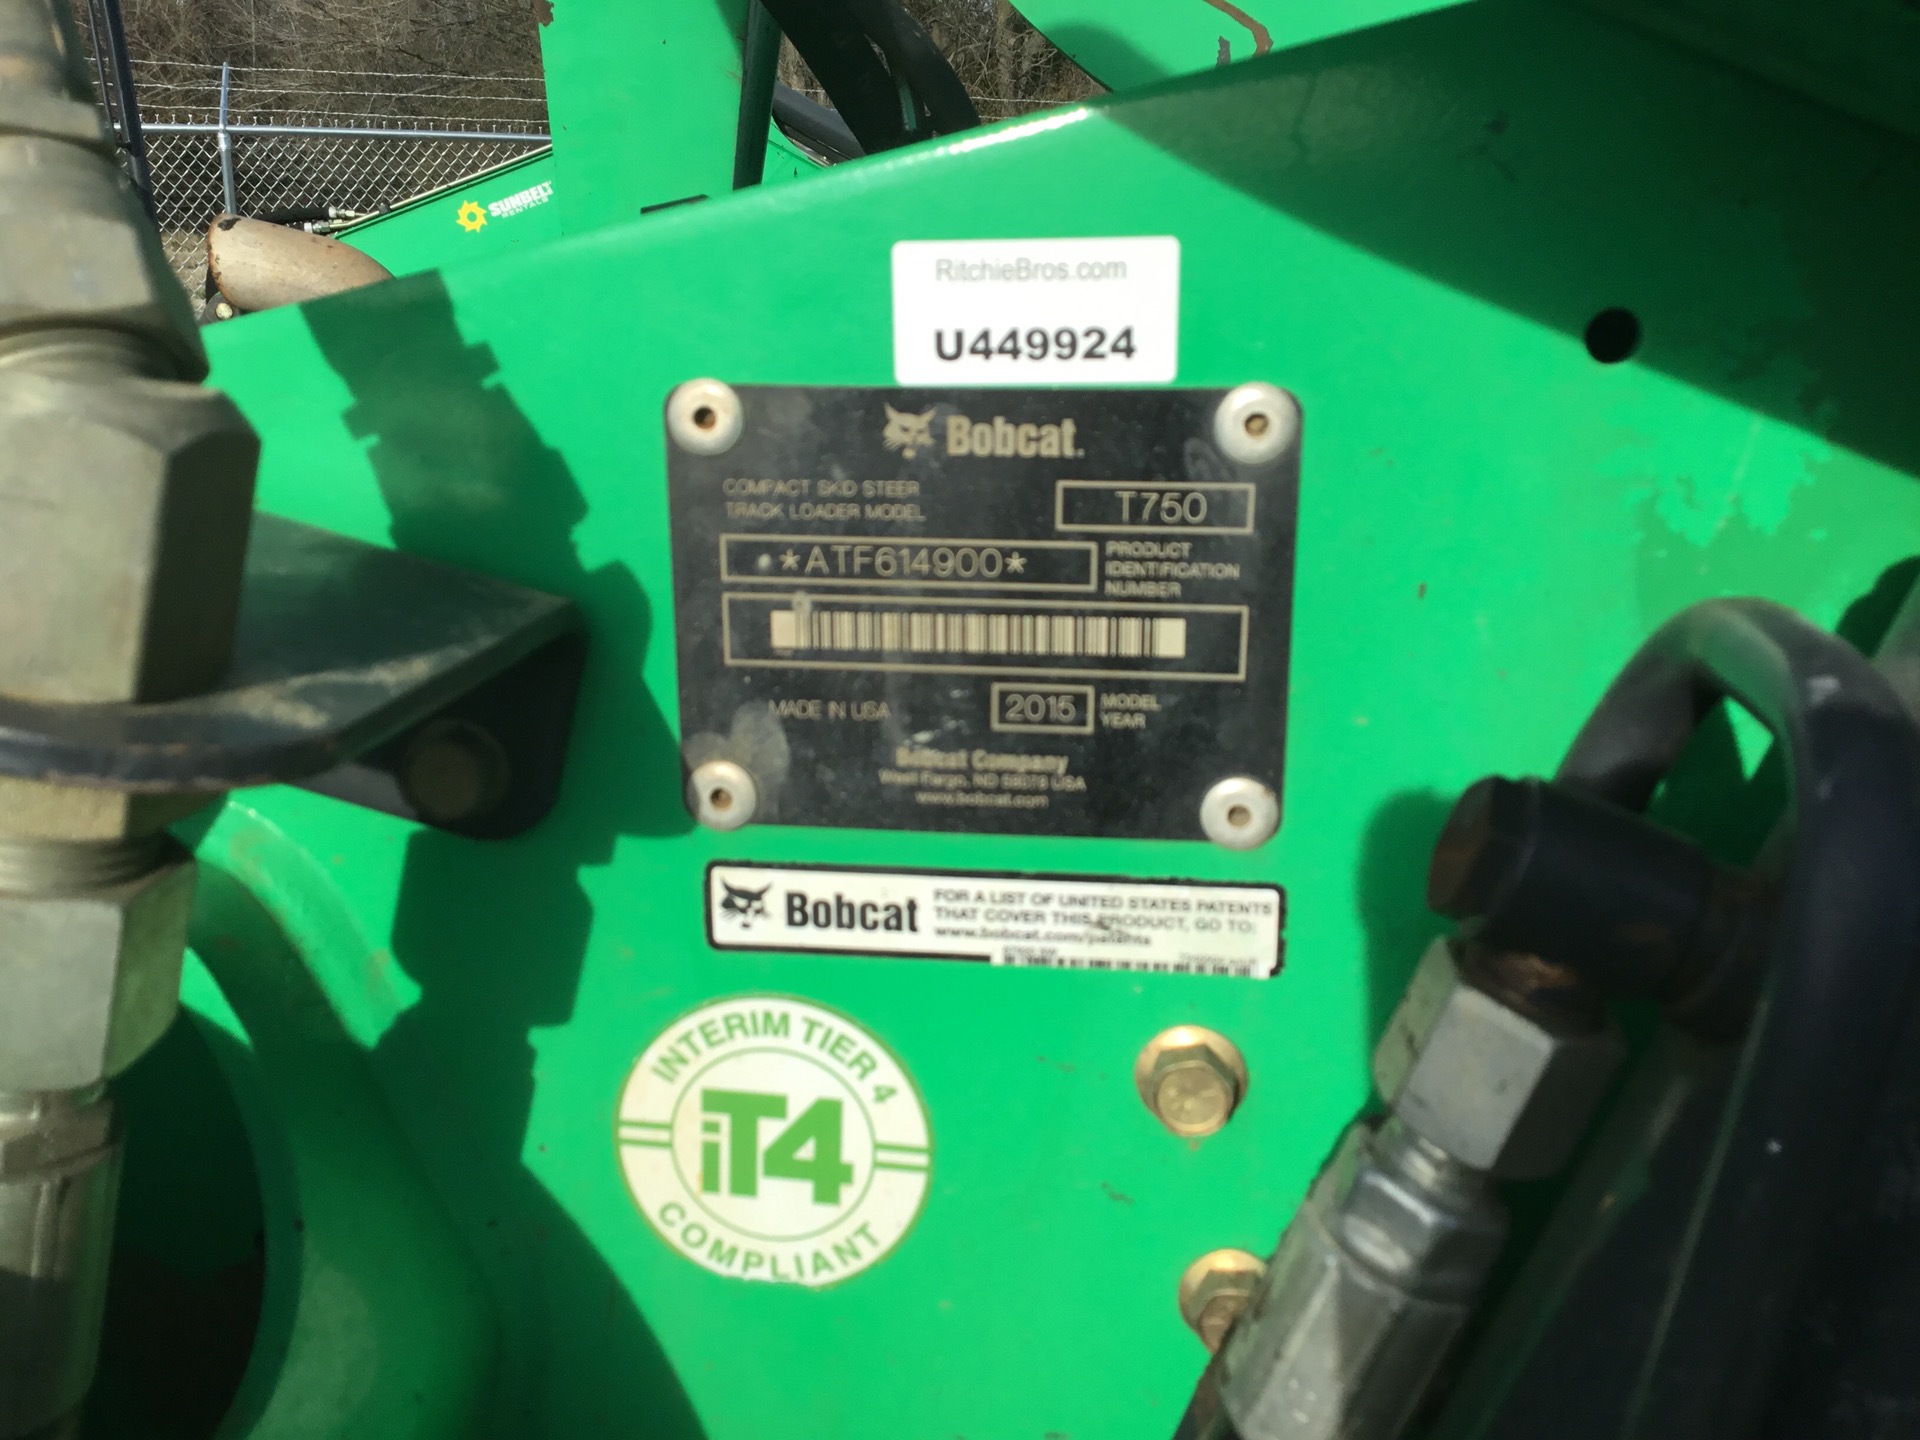 SUNBELT
RENTALS
RitchieBros.com
U449924
Bobcat.
COMPACT SKID STEER
TRACK LOADER MODEL
T750
*ATF614900*
PRODUCT
IDENTIFICATION
NUMBER
MADE IN USA
2015
MODEL
YEAR
Bobcat Company
West Fargo, ND 58078 USA
www.bobcat.com
Bobcat
FOR A LIST OF UNITED STATES PATENTS
THAT COVER THIS PRODUCT, GO TO:
www.bobcat.com/patents
INTERIM TIER 4
iT4
COMPLIANT